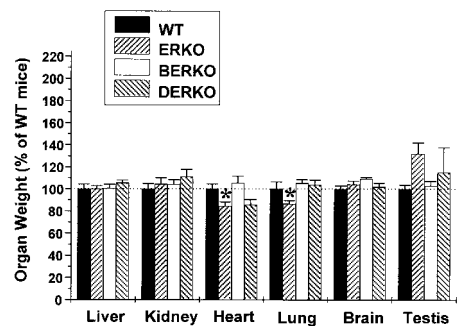 WT
ERKO
BERKO
DERKO
Organ Weight (% of WT mice)
220
200
180
160
140
120
100
80
60
40
20
0
* *
Liver Kidney Heart Lung Brain Testis